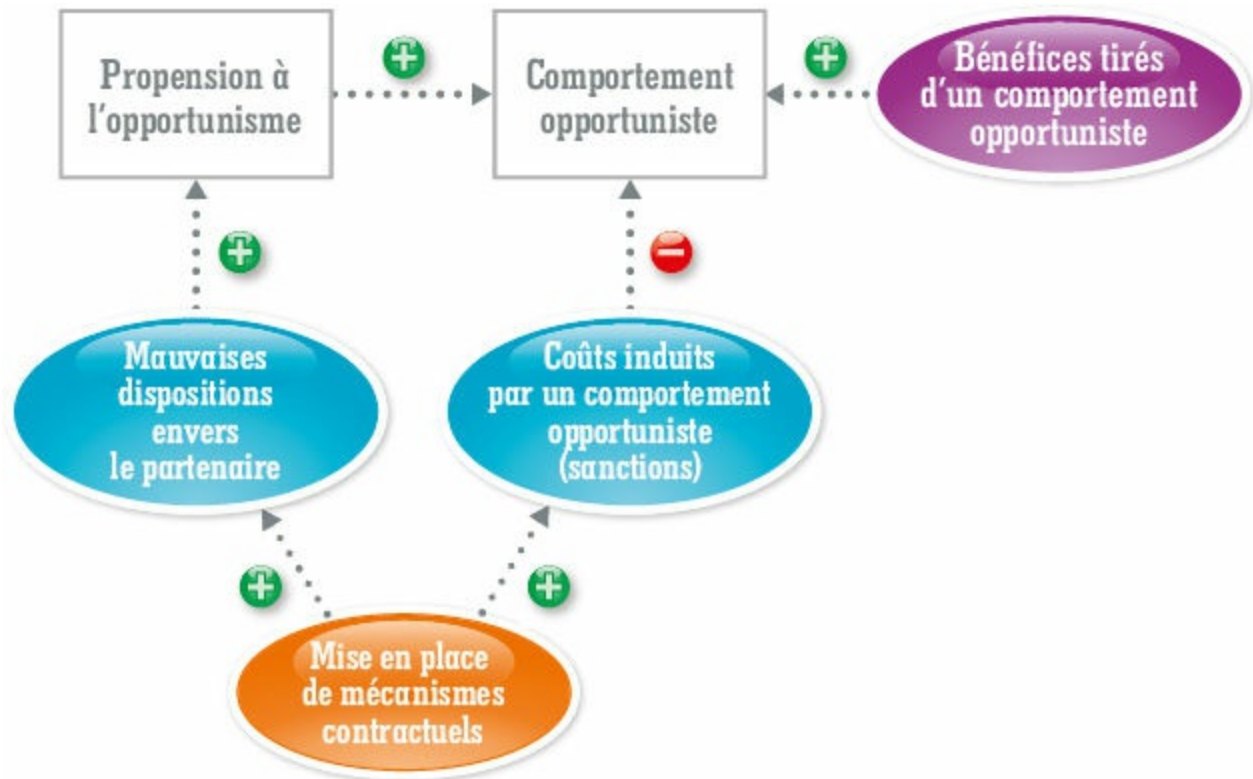 Propension à
l'opportunisme
+
Comportement
opportuniste
+
Bénéfices tirés
d'un comportement
opportuniste
+
−
Mauvaises
dispositions
envers
le partenaire
Coûts induits
par un comportement
opportuniste
(sanctions)
+
+
Mise en place
de mécanismes
contractuels